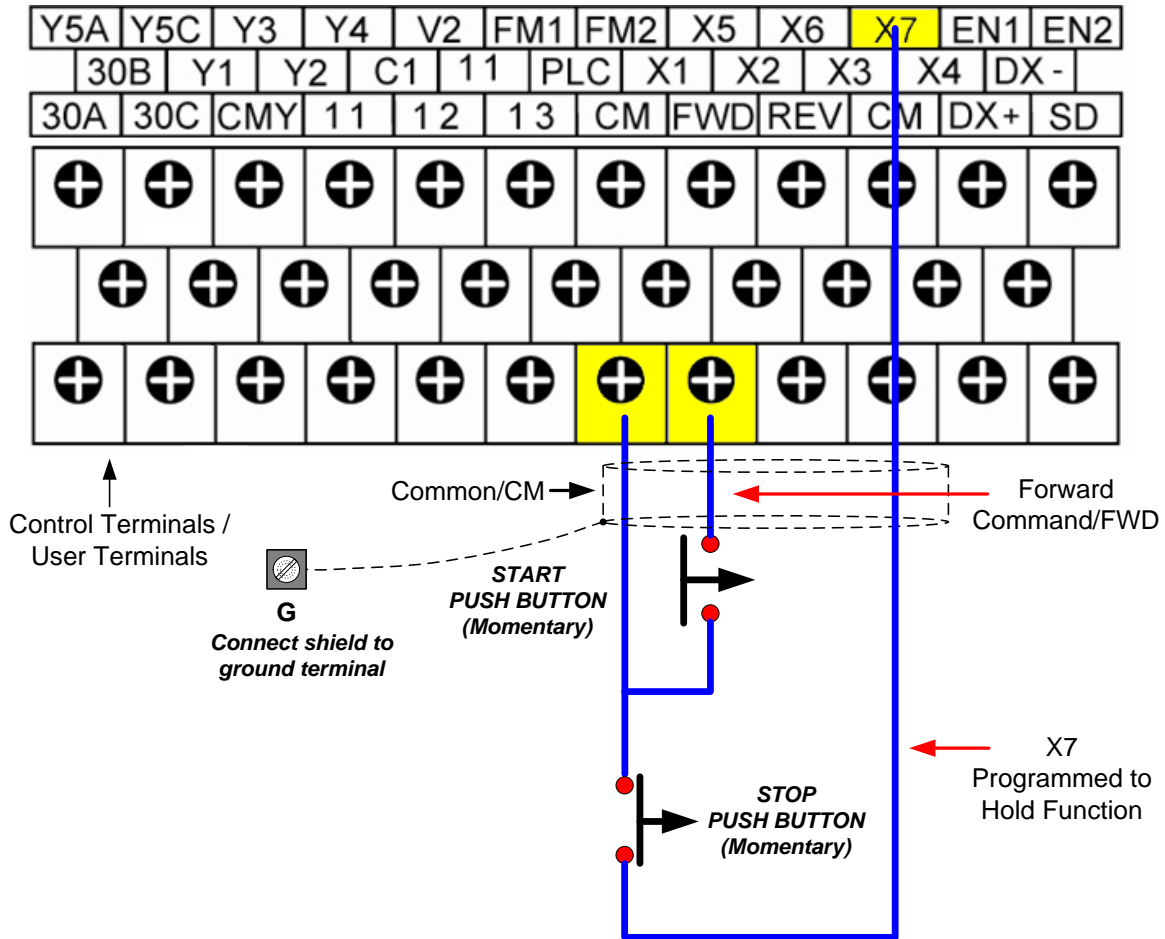 Y5A Y5C Y3 Y4 V2 FM1 FM2 X5 X6 X7 EN1 EN2
30B Y1 Y2 C1 11 PLC X1 X2 X3 X4 DX -
30A 30C CMY 11 12 13 CM FWD REV CM DX+ SD
Control Terminals /
User Terminals
Common/CM
Forward
Command/FWD
G
Connect shield to
ground terminal
START
PUSH BUTTON
(Momentary)
STOP
PUSH BUTTON
(Momentary)
X7
Programmed to
Hold Function